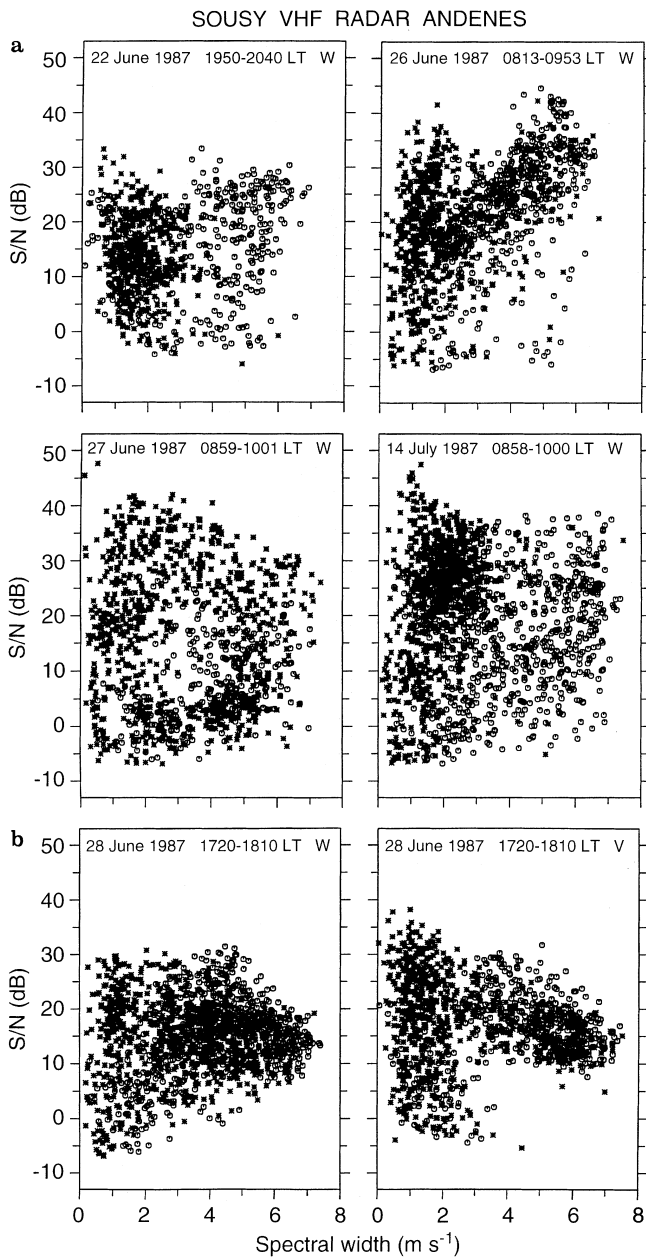 SOUSY VHF RADAR ANDENES
a
22 June 1987 1950-2040 LT W
26 June 1987 0813-0953 LT W
50
40
30
20
10
0
-10
S/N (dB)
27 June 1987 0859-1001 LT W
14 July 1987 0858-1000 LT W
50
40
30
20
10
0
-10
S/N (dB)
b
28 June 1987 1720-1810 LT W
28 June 1987 1720-1810 LT V
50
40
30
20
10
0
-10
S/N (dB)
0 2 4 6 8 0 2 4 6 8
Spectral width (m s-1)